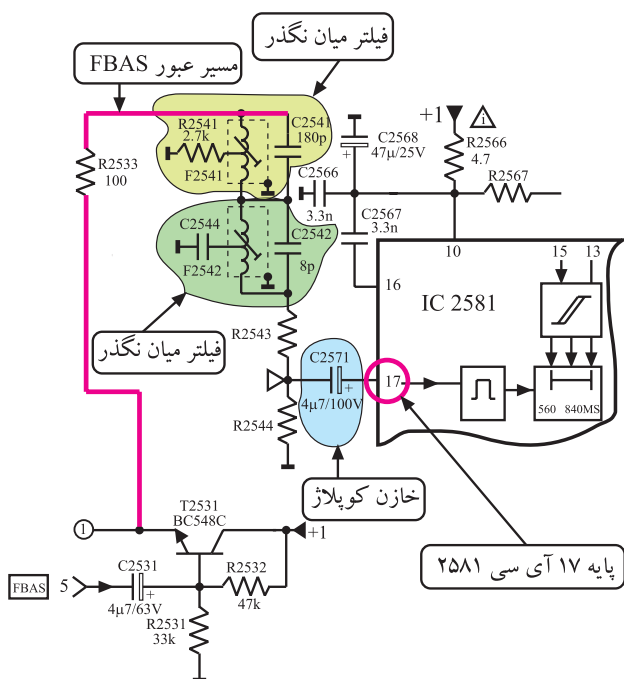 فیلتر میان نگذر
مسیر عبور FBAS
R2541
2.7k
F2541
C2541
180p
C2568
47µ/25V
+
+1
i
R2566
4.7
R2567
R2533
100
C2566
3.3n
C2567
3.3n
C2544
F2542
C2542
8p
10
15
13
16
IC 2581
فیلتر میان نگذر
R2543
C2571
+
4µ7/100V
17
560
840MS
R2544
خازن کوپلاژ
T2531
BC548C
1
+1
پایه ۱۷ آی سی ۲۵۸۱
FBAS
5
C2531
+
4µ7/63V
R2532
47k
R2531
33k